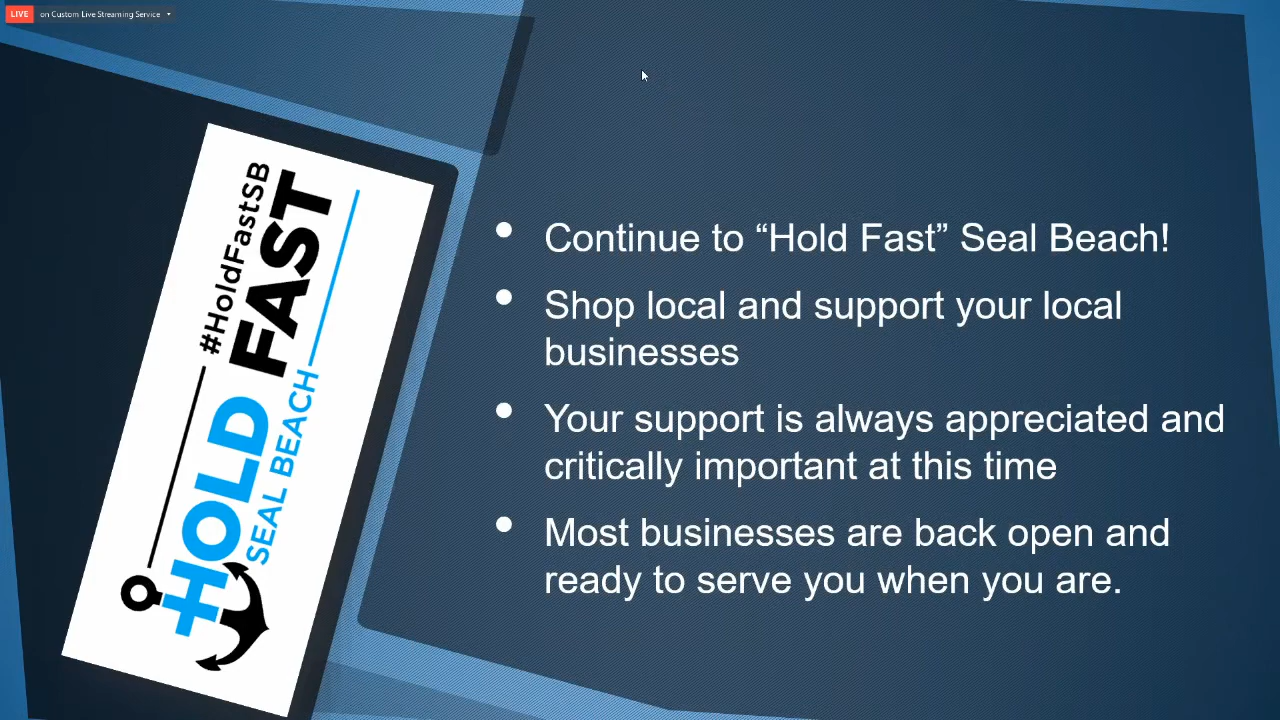 LIVE on Custom Live Streaming Service
#HoldFastSB
HOLD FAST
SEAL BEACH
• Continue to “Hold Fast” Seal Beach!
• Shop local and support your local
businesses
• Your support is always appreciated and
critically important at this time
• Most businesses are back open and
ready to serve you when you are.